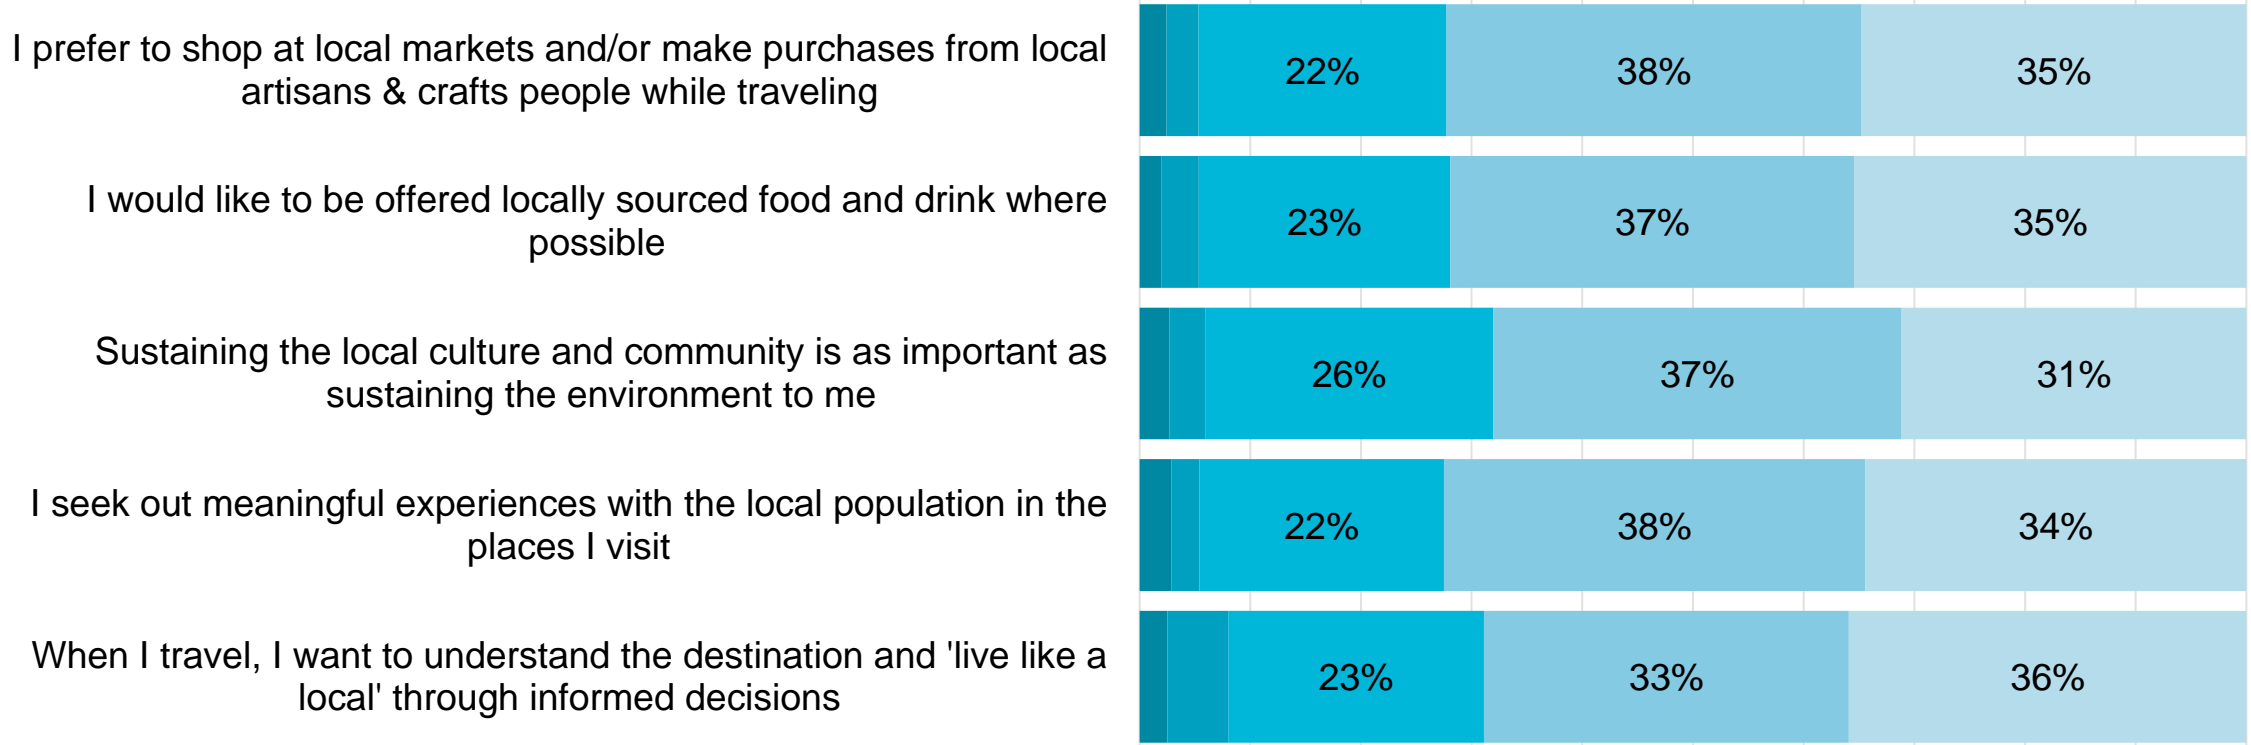 I prefer to shop at local markets and/or make purchases from local
artisans & crafts people while traveling
22%
38%
35%
I would like to be offered locally sourced food and drink where
possible
23%
37%
35%
Sustaining the local culture and community is as important as
sustaining the environment to me
26%
37%
31%
I seek out meaningful experiences with the local population in the
places I visit
22%
38%
34%
When I travel, I want to understand the destination and 'live like a
local' through informed decisions
23%
33%
36%